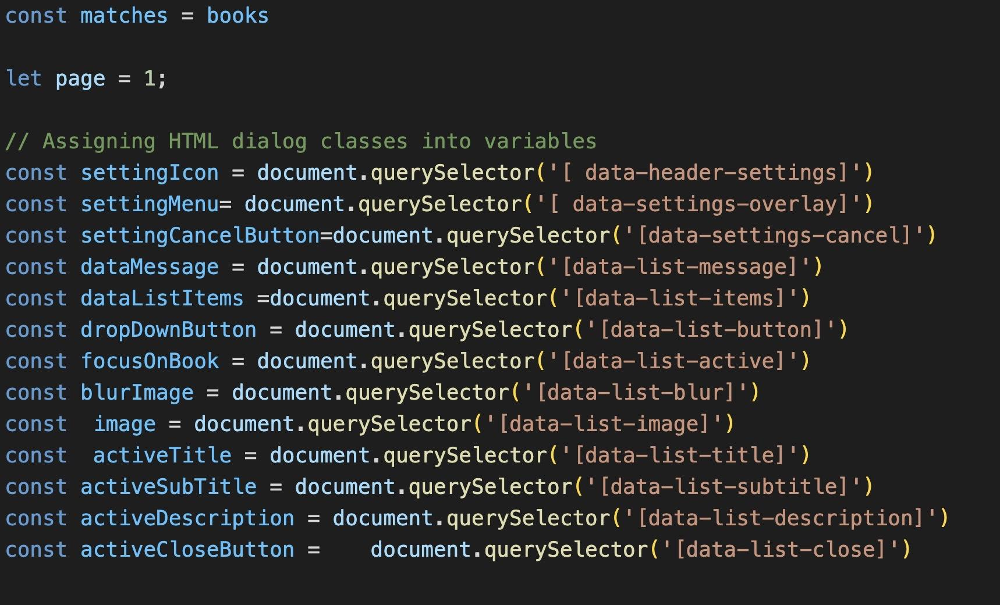 const matches = books
let page = 1;
// Assigning HTML dialog classes into variables
const settingIcon = document.querySelector('[ data-header-settings]')
const settingMenu= document.querySelector('[ data-settings-overlay]')
const settingCancelButton=document.querySelector('[data-settings-cancel]')
const dataMessage = document.querySelector('[data-list-message]')
const dataListItems =document.querySelector('[data-list-items]')
const dropDownButton = document.querySelector('[data-list-button]')
const focusOnBook = document.querySelector('[data-list-active]')
const blurImage = document.querySelector('[data-list-blur]')
const  image = document.querySelector('[data-list-image]')
const  activeTitle = document.querySelector('[data-list-title]')
const activeSubTitle = document.querySelector('[data-list-subtitle]')
const activeDescription = document.querySelector('[data-list-description]')
const activeCloseButton =    document.querySelector('[data-list-close]')